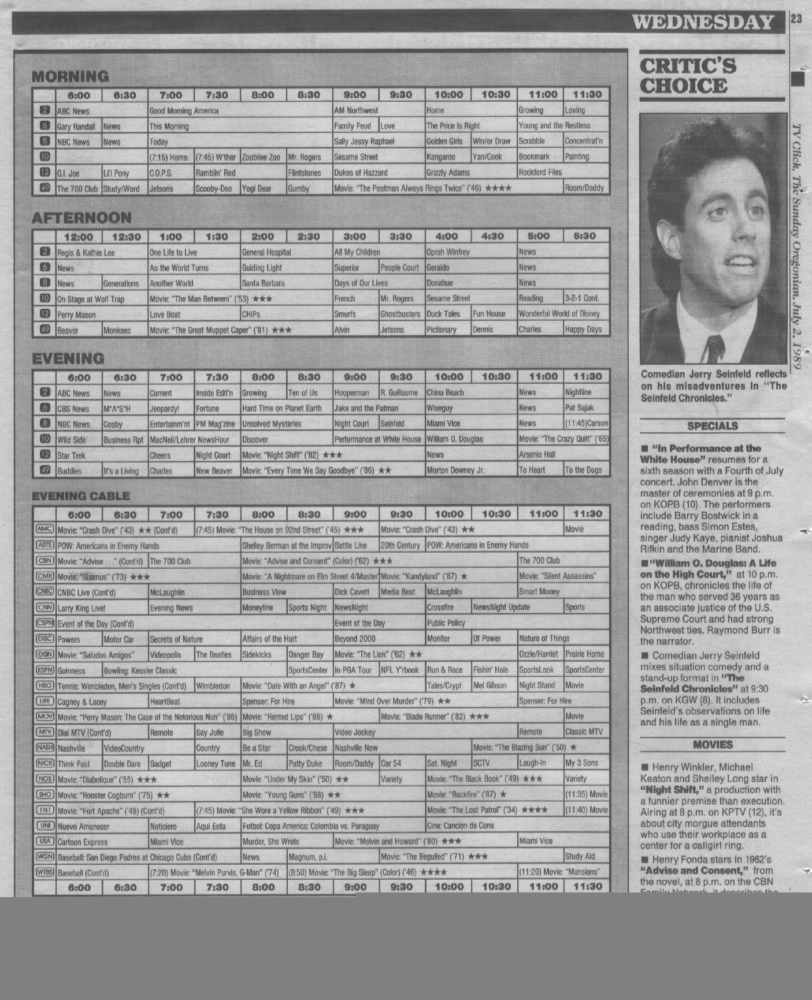 WEDNESDAY
23
TV Click, The Sunday Oregonian, July 2, 1989
MORNING
6:00 6:30 7:00 7:30 8:00 8:30 9:00 9:30 10:00 10:30 11:00 11:30
2 ABC News Good Morning America AM Northwest Home Growing Loving
6 Gary Randall News This Morning Family Feud Love The Price Is Right Young and the Restless
8 NBC News News Today Sally Jessy Raphael Golden Girls Win/or Draw Scrabble Concentrat'n
10 (7:15) Home. (7:45) W'ther Zoobilee Zoo Mr. Rogers Sesame Street Kangaroo Yan/Cook Bookmark Painting
12 G.I. Joe Li'l Pony C.O.P.S. Ramblin' Rod Flintstones Dukes of Hazzard Grizzly Adams Rockford Files
49 The 700 Club Study/Word Jetsons Scooby-Doo Yogi Bear Gumby Movie: "The Postman Always Rings Twice" ('46) ★★★★ Room/Daddy
AFTERNOON
12:00 12:30 1:00 1:30 2:00 2:30 3:00 3:30 4:00 4:30 5:00 5:30
2 Regis & Kathie Lee One Life to Live General Hospital All My Children Oprah Winfrey News
6 News As the World Turns Guiding Light Superior People Court Geraldo News
8 News Generations Another World Santa Barbara Days of Our Lives Donahue News
10 On Stage at Wolf Trap Movie: "The Man Between" ('53) ★★★ French Mr. Rogers Sesame Street Reading 3-2-1 Cont.
12 Perry Mason Love Boat CHiPs Smurfs Ghostbusters Duck Tales Fun House Wonderful World of Disney
49 Beaver Monkees Movie: "The Great Muppet Caper" ('81) ★★★ Alvin Jetsons Pictionary Dennis Charles Happy Days
EVENING
6:00 6:30 7:00 7:30 8:00 8:30 9:00 9:30 10:00 10:30 11:00 11:30
2 ABC News News Current Inside Edit'n Growing Ten of Us Hooperman R. Guillaume China Beach News Nightline
6 CBS News M*A*S*H Jeopardy! Fortune Hard Time on Planet Earth Jake and the Fatman Wiseguy News Pat Sajak
8 NBC News Cosby Entertainm'nt PM Mag'zine Unsolved Mysteries Night Court Seinfeld Miami Vice News (11:45)Carson
10 Wild Side Business Rpt MacNeil/Lehrer NewsHour Discover Performance at White House William O. Douglas Movie: "The Crazy Quilt" ('65)
12 Star Trek Cheers Night Court Movie: "Night Shift" ('82) ★★★ News Arsenio Hall
49 Buddies It's a Living Charles New Beaver Movie: "Every Time We Say Goodbye" ('86) ★★ Morton Downey Jr. To Heart To the Dogs
EVENING CABLE
6:00 6:30 7:00 7:30 8:00 8:30 9:00 9:30 10:00 10:30 11:00 11:30
AMC Movie: "Crash Dive" ('43) ★★ (Cont'd) (7:45) Movie: "The House on 92nd Street" ('45) ★★★ Movie: "Crash Dive" ('43) ★★ Movie
ARTS POW: Americans in Enemy Hands Shelley Berman at the Improv Battle Line 20th Century POW: Americans in Enemy Hands
CBN Movie: "Advise . . ." (Cont'd) The 700 Club Movie: "Advise and Consent" (Color) ('62) ★★★ The 700 Club
CMX Movie: "Shamus" ('73) ★★★ Movie: "A Nightmare on Elm Street 4/Master Movie: "Kandyland" ('87) ★ Movie: "Silent Assassins"
CNBC CNBC Live (Cont'd) McLaughlin Business View Dick Cavett Media Beat McLaughlin Smart Money
CNN Larry King Live! Evening News Moneyline Sports Night NewsNight Crossfire NewsNight Update Sports
CSPN Event of the Day (Cont'd) Event of the Day Public Policy
DISC Powers Motor Car Secrets of Nature Affairs of the Hart Beyond 2000 Monitor Of Power Nature of Things
DISN Movie: "Saludos Amigos" Videopolis The Beatles Sidekicks Danger Bay Movie: "The Lion" ('62) ★★ Ozzie/Harriet Prairie Home
ESPN Guinness Bowling: Kessler Classic SportsCenter In PGA Tour NFL Y'rbook Run & Race Fishin' Hole SportsLook SportsCenter
HBO Tennis: Wimbledon, Men's Singles (Cont'd) Wimbledon Movie: "Date With an Angel" ('87) ★ Tales/Crypt Mel Gibson Night Stand Movie
LIFE Cagney & Lacey HeartBeat Spenser: For Hire Movie: "Mind Over Murder" ('79) ★★ Spenser: For Hire
MOV Movie: "Perry Mason: The Case of the Notorious Nun" ('86) Movie: "Rented Lips" ('88) ★ Movie: "Blade Runner" ('82) ★★★ Movie
MTV Dial MTV (Cont'd) Remote Say Julie Big Show Video Jockey Remote Classic MTV
NASH Nashville VideoCountry Country Be a Star Crook/Chase Nashville Now Movie: "The Blazing Sun" ('50) ★
NICK Think Fast Double Dare Gadget Looney Tune Mr. Ed Patty Duke Room/Daddy Car 54 Sat. Night SCTV Laugh-In My 3 Sons
NOS Movie: "Diabolique" ('55) ★★★ Movie: "Under My Skin" ('50) ★★ Variety Movie: "The Black Book" ('49) ★★★ Variety
SHO Movie: "Rooster Cogburn" ('75) ★★ Movie: "Young Guns" ('88) ★★ Movie: "Backfire" ('87) ★ (11:35) Movie
TNT Movie: "Fort Apache" ('48) (Cont'd) (7:45) Movie: "She Wore a Yellow Ribbon" ('49) ★★★ Movie: "The Lost Patrol" ('34) ★★★★ (11:40) Movie
UNI Nuevo Amanecer Noticiero Aqui Esta Futbol: Copa America: Colombia vs. Paraguay Cine: Cancion de Cuna
USA Cartoon Express Miami Vice Murder, She Wrote Movie: "Melvin and Howard" ('80) ★★★ Miami Vice
WGN Baseball: San Diego Padres at Chicago Cubs (Cont'd) News Magnum, p.i. Movie: "The Beguiled" ('71) ★★★ Study Aid
WTBS Baseball (Cont'd) (7:20) Movie: "Melvin Purvis, G-Man" ('74) (8:50) Movie: "The Big Sleep" (Color) ('46) ★★★★ (11:20) Movie: "Mansions"
6:00 6:30 7:00 7:30 8:00 8:30 9:00 9:30 10:00 10:30 11:00 11:30
CRITIC'S
CHOICE
Comedian Jerry Seinfeld reflects
on his misadventures in "The
Seinfeld Chronicles."
SPECIALS
■ "In Performance at the
White House" resumes for a
sixth season with a Fourth of July
concert. John Denver is the
master of ceremonies at 9 p.m.
on KOPB (10). The performers
include Barry Bostwick in a
reading, bass Simon Estes,
singer Judy Kaye, pianist Joshua
Rifkin and the Marine Band.
■ "William O. Douglas: A Life
on the High Court," at 10 p.m.
on KOPB, chronicles the life of
the man who served 36 years as
an associate justice of the U.S.
Supreme Court and had strong
Northwest ties. Raymond Burr is
the narrator.
■ Comedian Jerry Seinfeld
mixes situation comedy and a
stand-up format in "The
Seinfeld Chronicles" at 9:30
p.m. on KGW (8). It includes
Seinfeld's observations on life
and his life as a single man.
MOVIES
■ Henry Winkler, Michael
Keaton and Shelley Long star in
"Night Shift," a production with
a funnier premise than execution.
Airing at 8 p.m. on KPTV (12), it's
about city morgue attendants
who use their workplace as a
center for a callgirl ring.
■ Henry Fonda stars in 1962's
"Advise and Consent," from
the novel, at 8 p.m. on the CBN
Family Network. It describes the